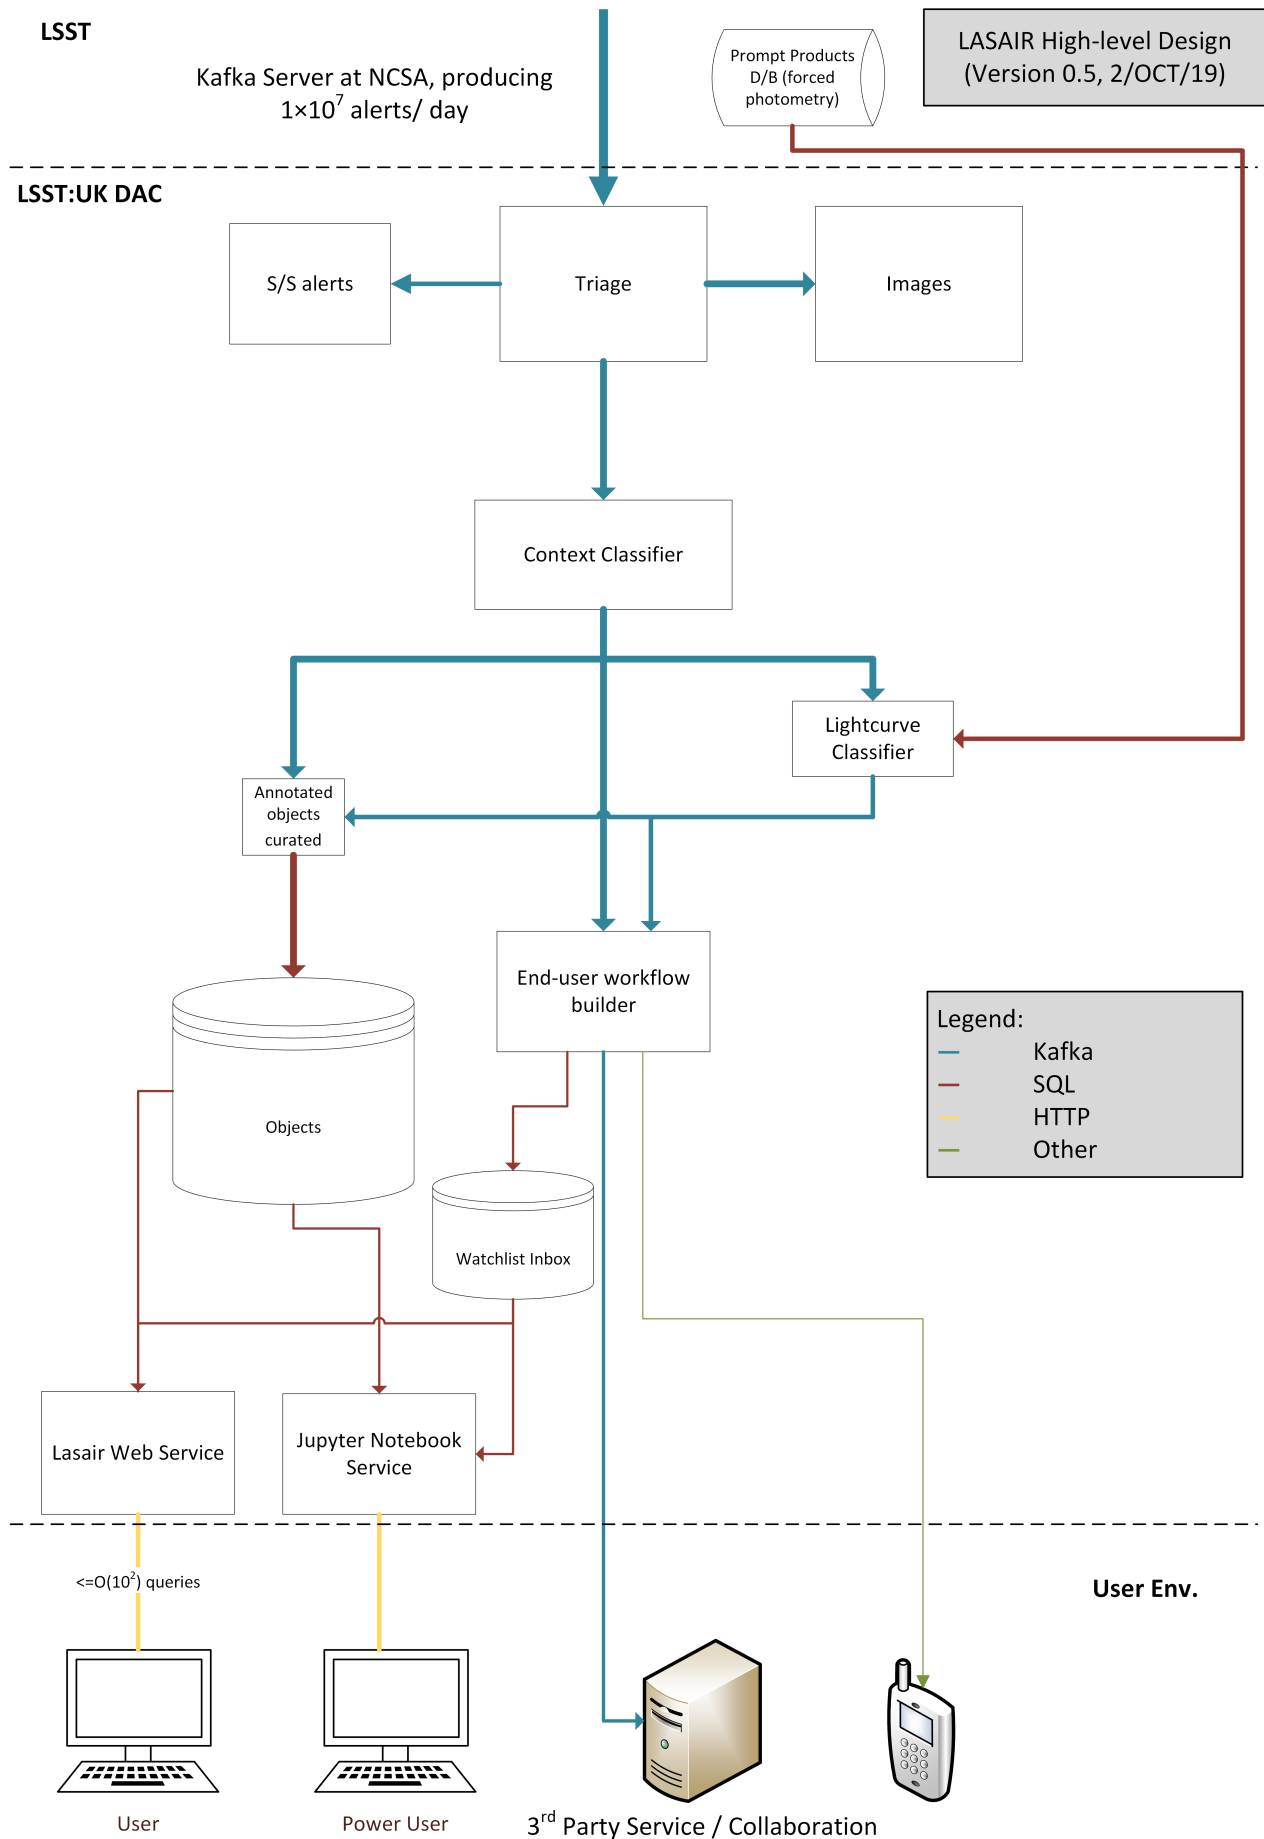 LSST
Kafka Server at NCSA, producing
1×10⁷ alerts/ day
Prompt Products
D/B (forced
photometry)
LASAIR High-level Design
(Version 0.5, 2/OCT/19)
LSST:UK DAC
S/S alerts
Triage
Images
Context Classifier
Lightcurve
Classifier
Annotated
objects
curated
End-user workflow
builder
Objects
Watchlist Inbox
Legend:
Kafka
SQL
HTTP
Other
Lasair Web Service
Jupyter Notebook
Service
<=O(10²) queries
User Env.
User
Power User
3ʳᵈ Party Service / Collaboration